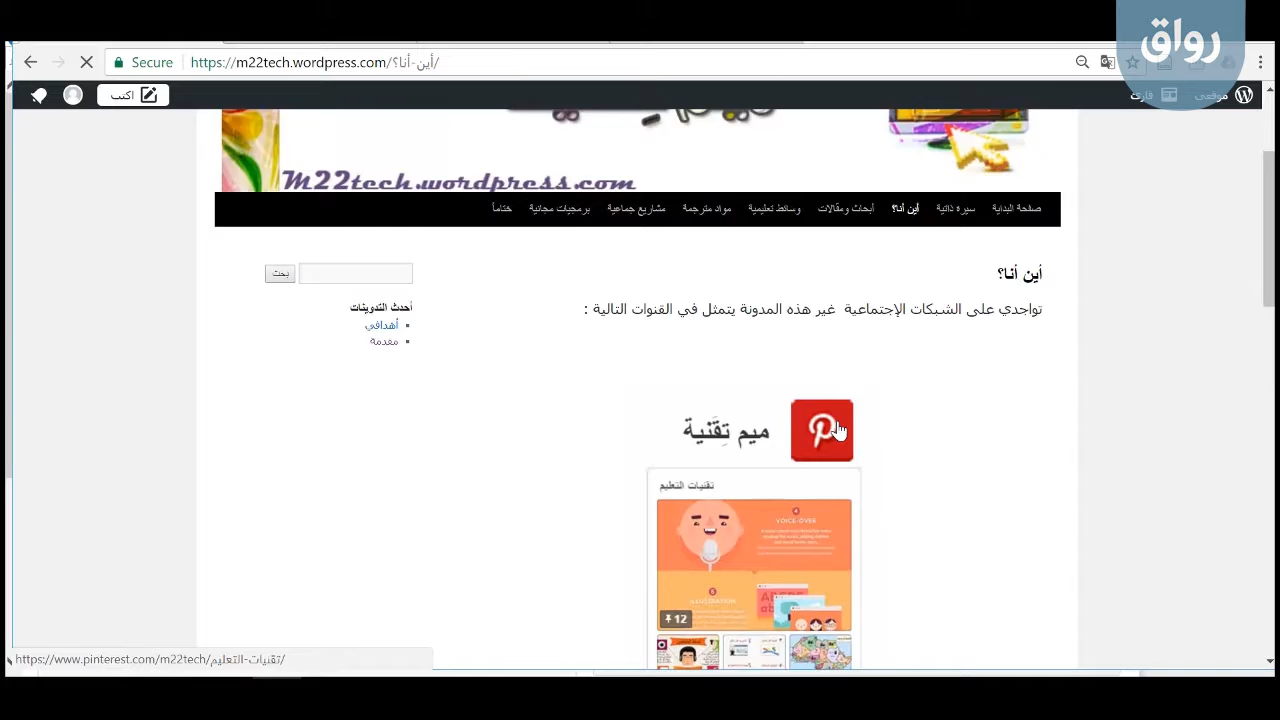 رواق
Secure https://m22tech.wordpress.com/أين-أنا؟/
موقعي
قارئ
اكتب
M22tech.wordpress.com
صفحة البداية
سيرة ذاتية
أين أنا؟
أبحاث ومقالات
وسائط تعليمية
مواد مترجمة
مشاريع جماعية
برمجيات مجانية
ختاماً
أين أنا؟
تواجدي على الشبكات الإجتماعية غير هذه المدونة يتمثل في القنوات التالية :
بحث
أحدث التدوينات
أهدافي
مقدمة
ميم تِقَنية
تقنيات التعليم
4
VOICE-OVER
5
ILLUSTRATION
12
https://www.pinterest.com/m22tech/تقنيات-التعليم/